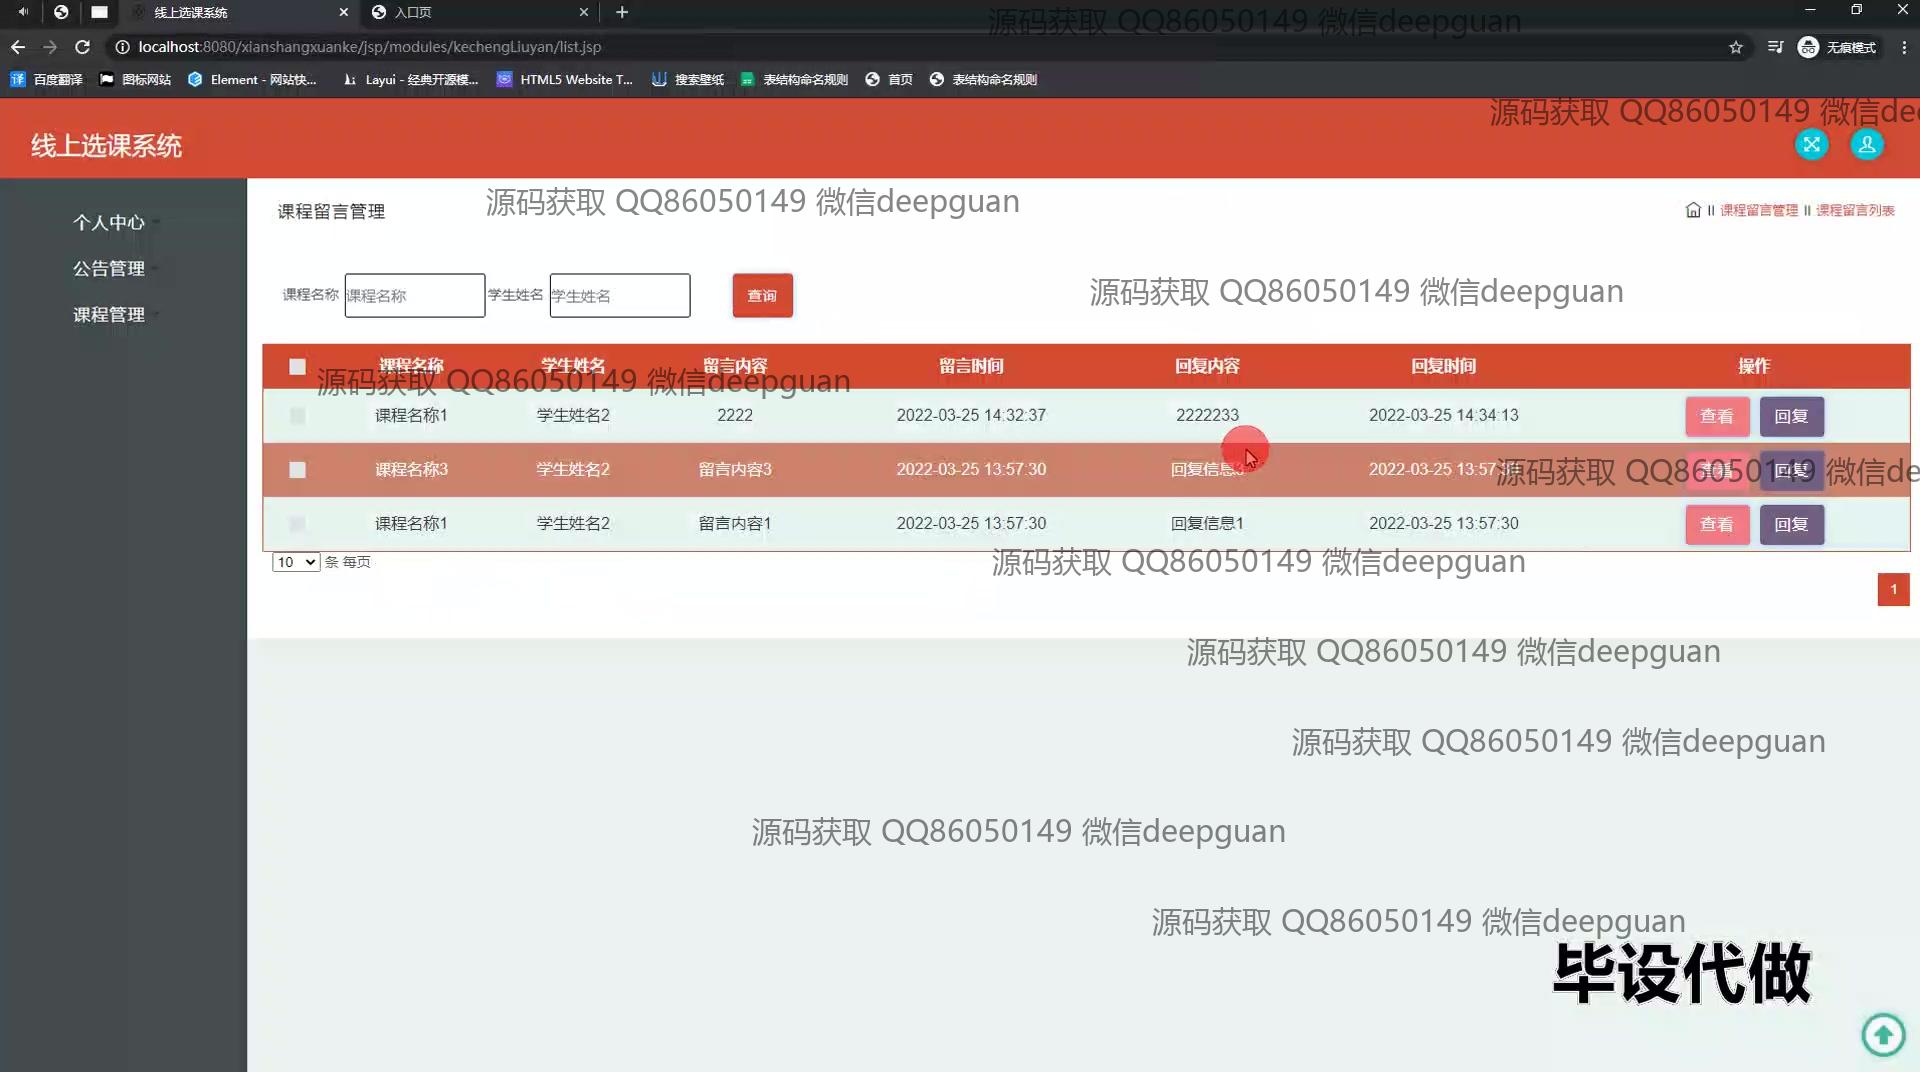 线上选课系统
入口页
源码获取 QQ86050149 微信deepguan
localhost:8080/xianshangxuanke/jsp/modules/kechengLiuyan/list.jsp
无痕模式
百度翻译 图标网站 Element - 网站快... Layui - 经典开源模... HTML5 Website T... 搜索壁纸 表结构命名规则 首页 表结构命名规则
源码获取 QQ86050149 微信dee
线上选课系统
个人中心
公告管理
课程管理
课程留言管理
源码获取 QQ86050149 微信deepguan
II 课程留言管理 II 课程留言列表
课程名称 课程名称 学生姓名 学生姓名 查询
源码获取 QQ86050149 微信deepguan
课程名称 学生姓名 留言内容 留言时间 回复内容 回复时间 操作
源码获取 QQ86050149 微信deepguan
课程名称1 学生姓名2 2222 2022-03-25 14:32:37 2222233 2022-03-25 14:34:13 查看 回复
课程名称3 学生姓名2 留言内容3 2022-03-25 13:57:30 回复信息3 2022-03-25 13:57:30 查看 回复
源码获取 QQ86050149 微信dee
课程名称1 学生姓名2 留言内容1 2022-03-25 13:57:30 回复信息1 2022-03-25 13:57:30 查看 回复
10 条 每页
源码获取 QQ86050149 微信deepguan
1
源码获取 QQ86050149 微信deepguan
源码获取 QQ86050149 微信deepguan
源码获取 QQ86050149 微信deepguan
源码获取 QQ86050149 微信deepguan
毕设代做